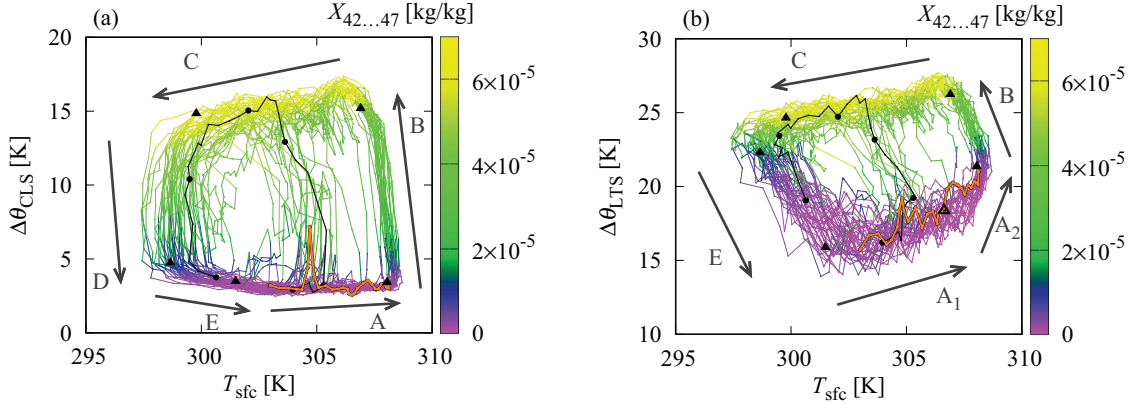 (a)
X42...47 [kg/kg]
20
15
10
5
0
ΔθCLS [K]
295
300
305
310
Tsfc [K]
C
B
D
E
A
6×10-5
4×10-5
2×10-5
0
(b)
X42...47 [kg/kg]
30
25
20
15
10
ΔθLTS [K]
295
300
305
310
Tsfc [K]
C
B
E
A1
A2
6×10-5
4×10-5
2×10-5
0